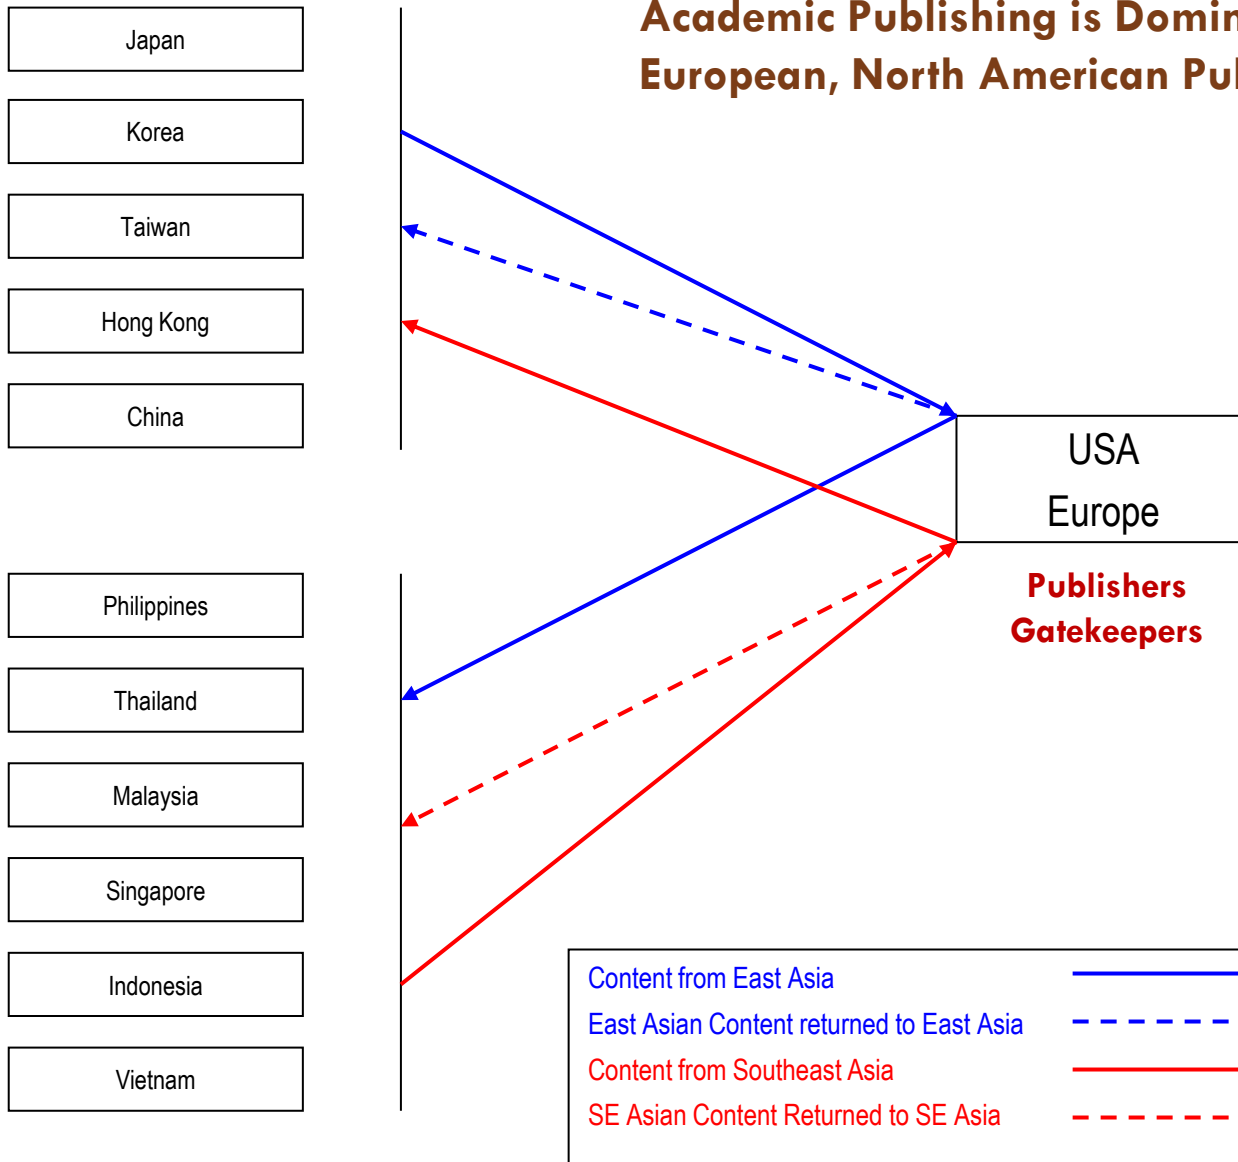 Academic Publishing is Domin
European, North American Pu
Japan
Korea
Taiwan
Hong Kong
China
USA
Europe
Publishers
Gatekeepers
Philippines
Thailand
Malaysia
Singapore
Indonesia
Vietnam
Content from East Asia
East Asian Content returned to East Asia
Content from Southeast Asia
SE Asian Content Returned to SE Asia